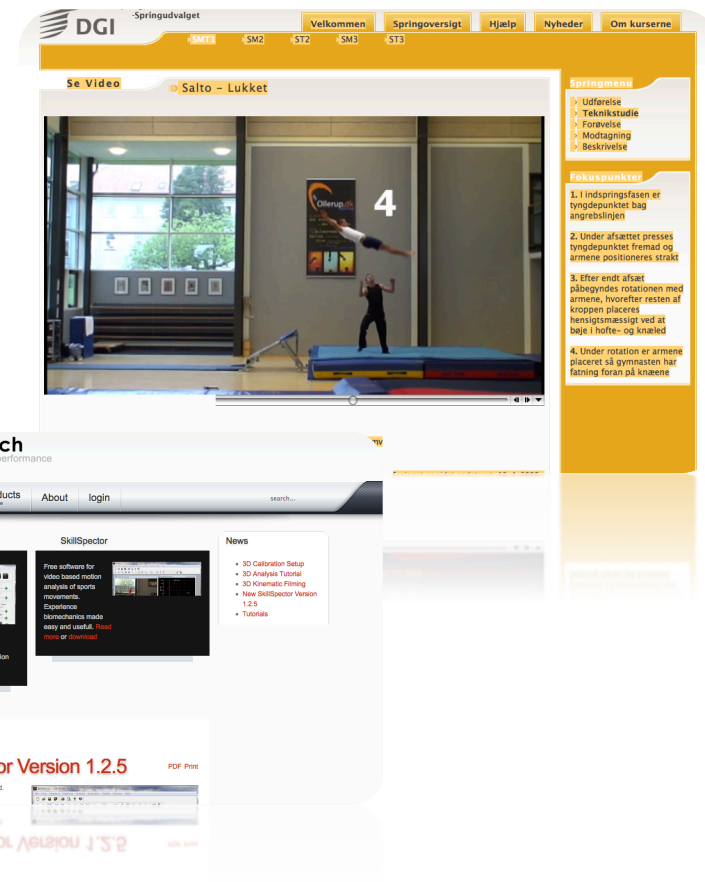 DGI
-Springudvalget
Velkommen
Springoversigt
Hjælp
Nyheder
Om kurserne
SMT1
SM2
ST2
SM3
ST3
Se Video
Salto – Lukket
Ollerup.dk
4
Springmenu
Udførelse
Teknikstudie
Forøvelse
Modtagning
Beskrivelse
Fokuspunkter
1. I indspringsfasen er
tyngdepunktet bag
angrebslinjen
2. Under afsættet presses
tyngdepunktet fremad og
armene positioneres strakt
3. Efter endt afsæt
påbegyndes rotationen med
armene, hvorefter resten af
kroppen placeres
hensigtsmæssigt ved at
bøje i hofte- og knæled
4. Under rotation er armene
placeret så gymnasten har
fatning foran på knæene
ch
performance
ducts
About
login
search...
SkillSpector
Free software for
video based motion
analysis of sports
movements.
Experience
biomechanics made
easy and usefull. Read
more or download
News
3D Calibration Setup
3D Analysis Tutorial
3D Kinematic Filming
New SkillSpector Version
1.2.5
Tutorials
or Version 1.2.5
PDF Print